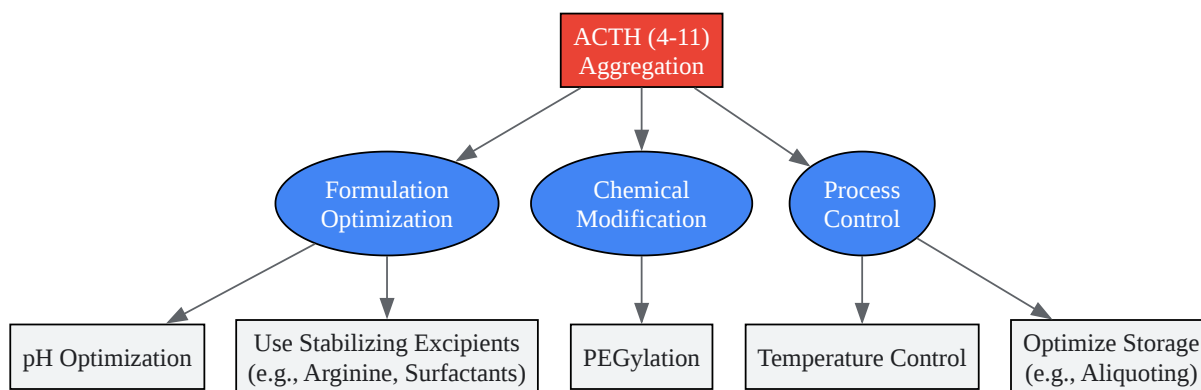 ACTH (4-11)
Aggregation
Formulation
Optimization
Chemical
Modification
Process
Control
pH Optimization
Use Stabilizing Excipients
(e.g., Arginine, Surfactants)
PEGylation
Temperature Control
Optimize Storage
(e.g., Aliquoting)